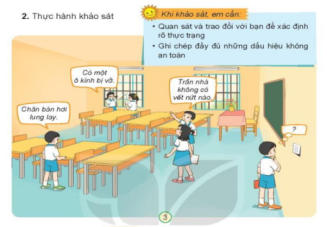 2. Thực hành khảo sát
Khi khảo sát, em cần:
• Quan sát và trao đổi với bạn để xác định
rõ thực trạng
• Ghi chép đầy đủ những dấu hiệu không
an toàn
Có một
ô kính bị vỡ.
Trần nhà
không có
vết nứt nào.
Chân bàn hơi
lung lay.
?
3